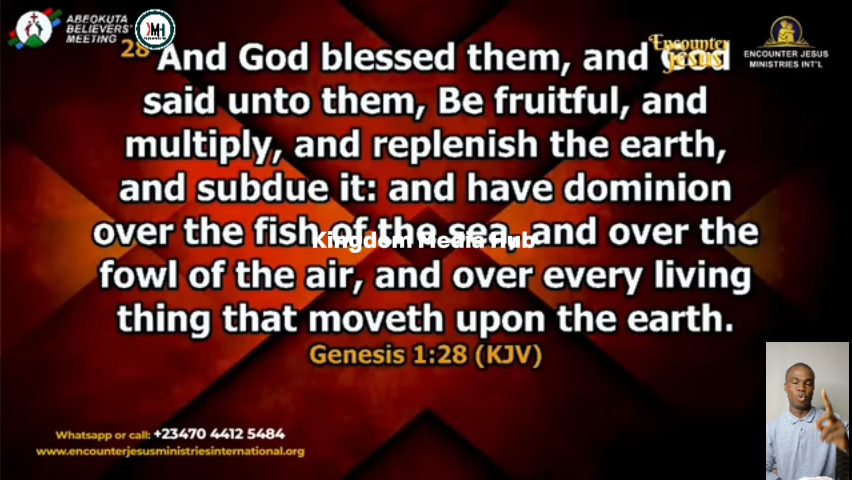 ABEOKUTA
BELIEVERS'
MEETING
KMH
Encounter
Jesus
ENCOUNTER JESUS
MINISTRIES INT'L
28 And God blessed them, and God
said unto them, Be fruitful, and
multiply, and replenish the earth,
and subdue it: and have dominion
over the fish of the sea, and over the
Kingdom Media Hub
fowl of the air, and over every living
thing that moveth upon the earth.
Genesis 1:28 (KJV)
Whatsapp or call: +23470 4412 5484
www.encounterjesusministriesinternational.org